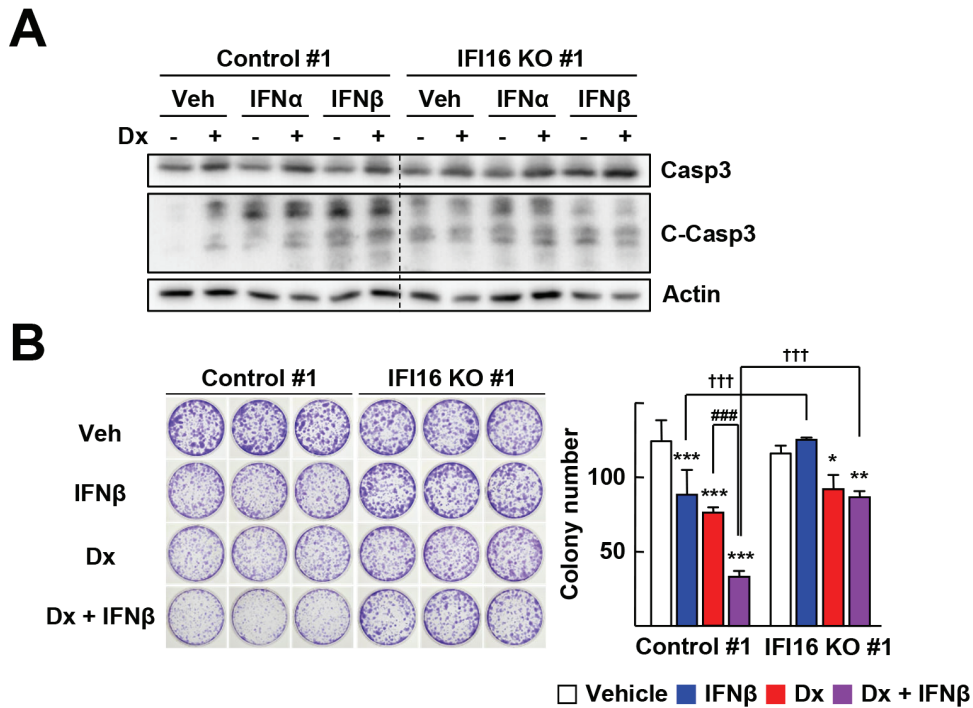 A
Control #1 IFI16 KO #1
Veh IFNα IFNβ Veh IFNα IFNβ
Dx - + - + - + - + - + - +
Casp3
C-Casp3
Actin
B
Control #1 IFI16 KO #1
Veh
IFNβ
Dx
Dx + IFNβ
†††
†††
###
*** *** *** * **
Colony number
100
50
Control #1 IFI16 KO #1
Vehicle IFNβ Dx Dx + IFNβ